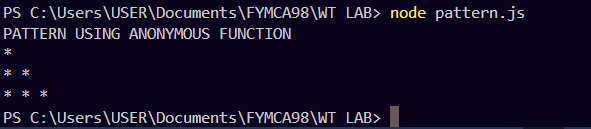 PS C:\Users\USER\Documents\FYMCA98\WT LAB> node pattern.js
PATTERN USING ANONYMOUS FUNCTION
*
* *
* * *
PS C:\Users\USER\Documents\FYMCA98\WT LAB>